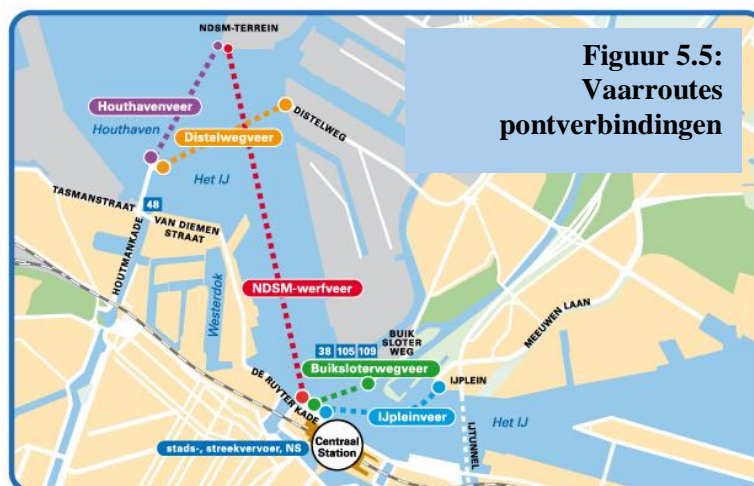 NDSM-TERREIN
Figuur 5.5:
Vaarroutes
pontverbindingen
Houthavenveer
Houthaven
Distelwegveer
DISTELWEG
Het IJ
TASMANSTRAAT
48
VAN DIEMEN
STRAAT
HOUTMANKADE
Westerdok
NDSM-werfveer
MEEUWEN LAAN
BUIK
SLOTER
WEG
38 105 109
Buiksloterwegveer
DE RUYTER KADE
IJPLEIN
IJpleinveer
Het IJ
IJTUNNEL
stads-, streekvervoer, NS
Centraal
Station